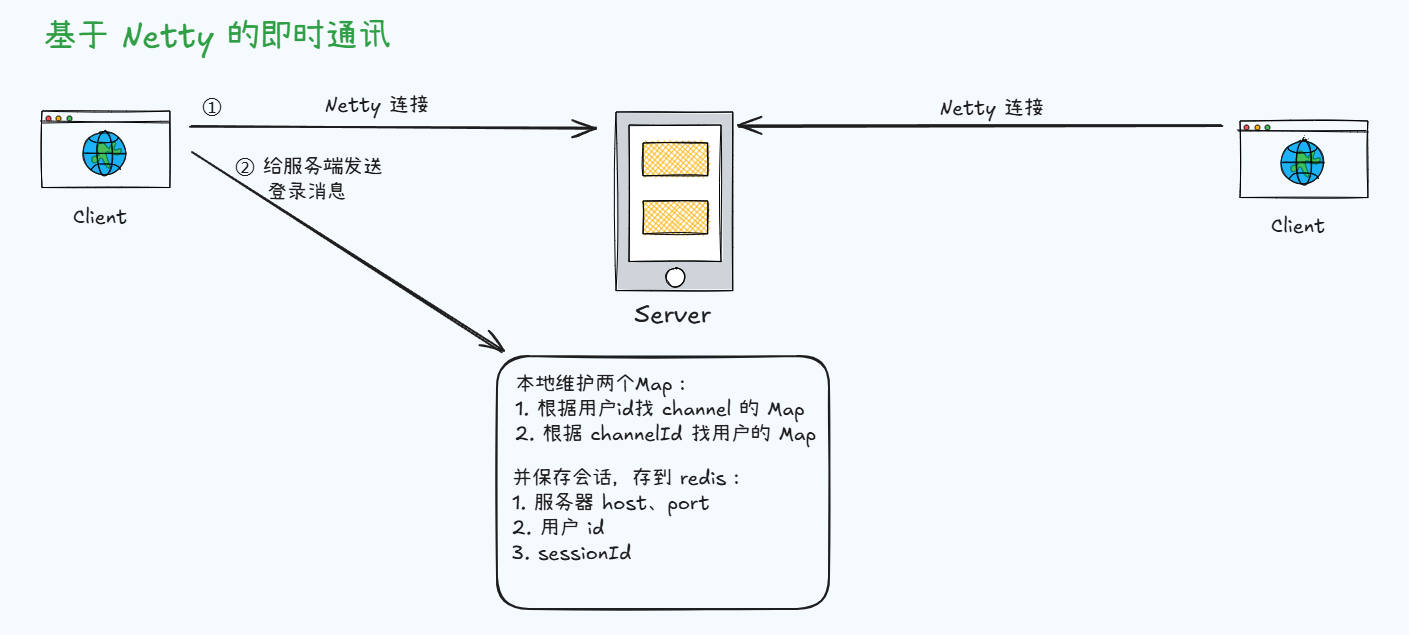 基于 Netty 的即时通讯
①
Netty 连接
Netty 连接
② 给服务端发送
登录消息
Client
Client
Server
本地维护两个Map：
1. 根据用户id找 channel 的 Map
2. 根据 channelId 找用户的 Map
并保存会话，存到 redis：
1. 服务器 host、port
2. 用户 id
3. sessionId